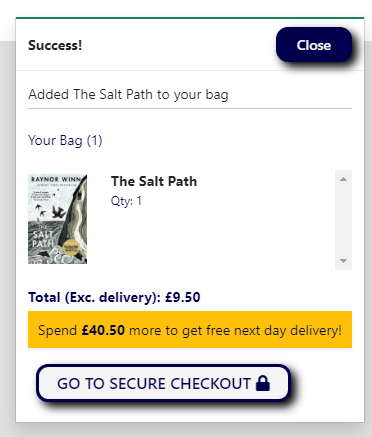 Success!
Close
Added The Salt Path to your bag
Your Bag (1)
RAYNOR WINN
THE
SALT
PATH
The Salt Path
Qty: 1
Total (Exc. delivery): £9.50
Spend £40.50 more to get free next day delivery!
GO TO SECURE CHECKOUT